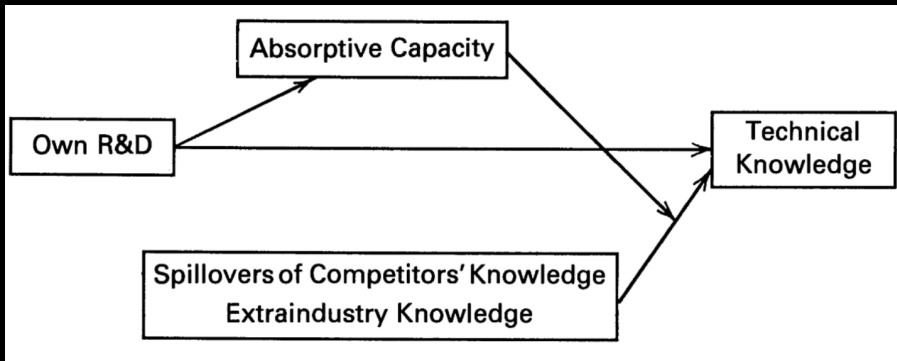 Absorptive Capacity
Own R&D
Technical
Knowledge
Spillovers of Competitors' Knowledge
Extraindustry Knowledge